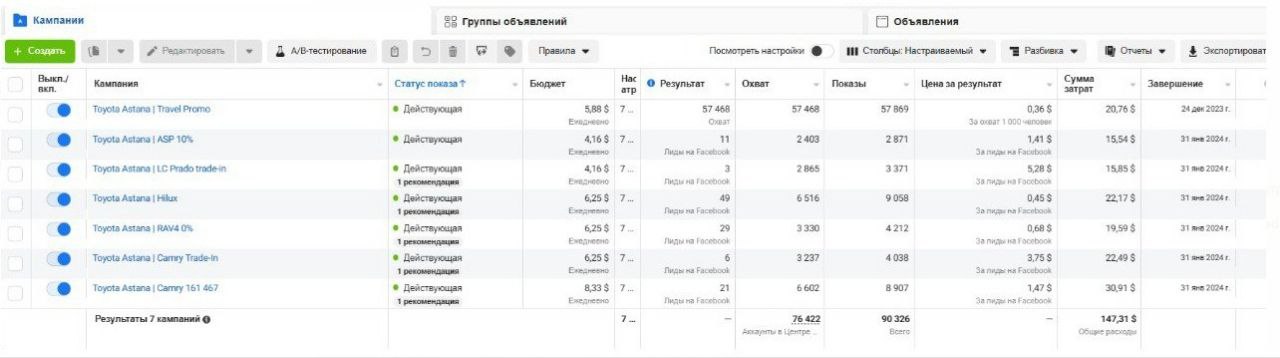 Кампании
Группы объявлений
Объявления
+ Создать
Редактировать
A/B-тестирование
Правила
Посмотреть настройки
Столбцы: Настраиваемый
Разбивка
Отчеты
Экспортироват
Выкл./ вкл.
Кампания
Статус показа↑
Бюджет
Нас атр
Результат
Охват
Показы
Цена за результат
Сумма затрат
Завершение
Toyota Astana | Travel Promo Действующая 5,88 $ 7 ... 57 468 57 468 57 869 0,36 $ 20,76 $ 24 дек 2023 г.
Ежедневно Охват За охват 1 000 человек
Toyota Astana | ASP 10% Действующая 4,16 $ 7 ... 11 2 403 2 871 1,41 $ 15,54 $ 31 янв 2024 г.
Ежедневно Лиды на Facebook За лиды на Facebook
Toyota Astana | LC Prado trade-in Действующая 4,16 $ 7 ... 3 2 865 3 371 5,28 $ 15,85 $ 31 янв 2024 г.
1 рекомендация Ежедневно Лиды на Facebook За лиды на Facebook
Toyota Astana | Hilux Действующая 6,25 $ 7 ... 49 6 516 9 058 0,45 $ 22,17 $ 31 янв 2024 г.
1 рекомендация Ежедневно Лиды на Facebook За лиды на Facebook
Toyota Astana | RAV4 0% Действующая 6,25 $ 7 ... 29 3 330 4 212 0,68 $ 19,59 $ 31 янв 2024 г.
1 рекомендация Ежедневно Лиды на Facebook За лиды на Facebook
Toyota Astana | Camry Trade-In Действующая 6,25 $ 7 ... 6 3 237 4 038 3,75 $ 22,49 $ 31 янв 2024 г.
1 рекомендация Ежедневно Лиды на Facebook За лиды на Facebook
Toyota Astana | Camry 161 467 Действующая 8,33 $ 7 ... 21 6 602 8 907 1,47 $ 30,91 $ 31 янв 2024 г.
1 рекомендация Ежедневно Лиды на Facebook За лиды на Facebook
Результаты 7 кампаний 7 ... — 76 422 90 326 — 147,31 $
Аккаунты в Центре ... Всего Общие расходы